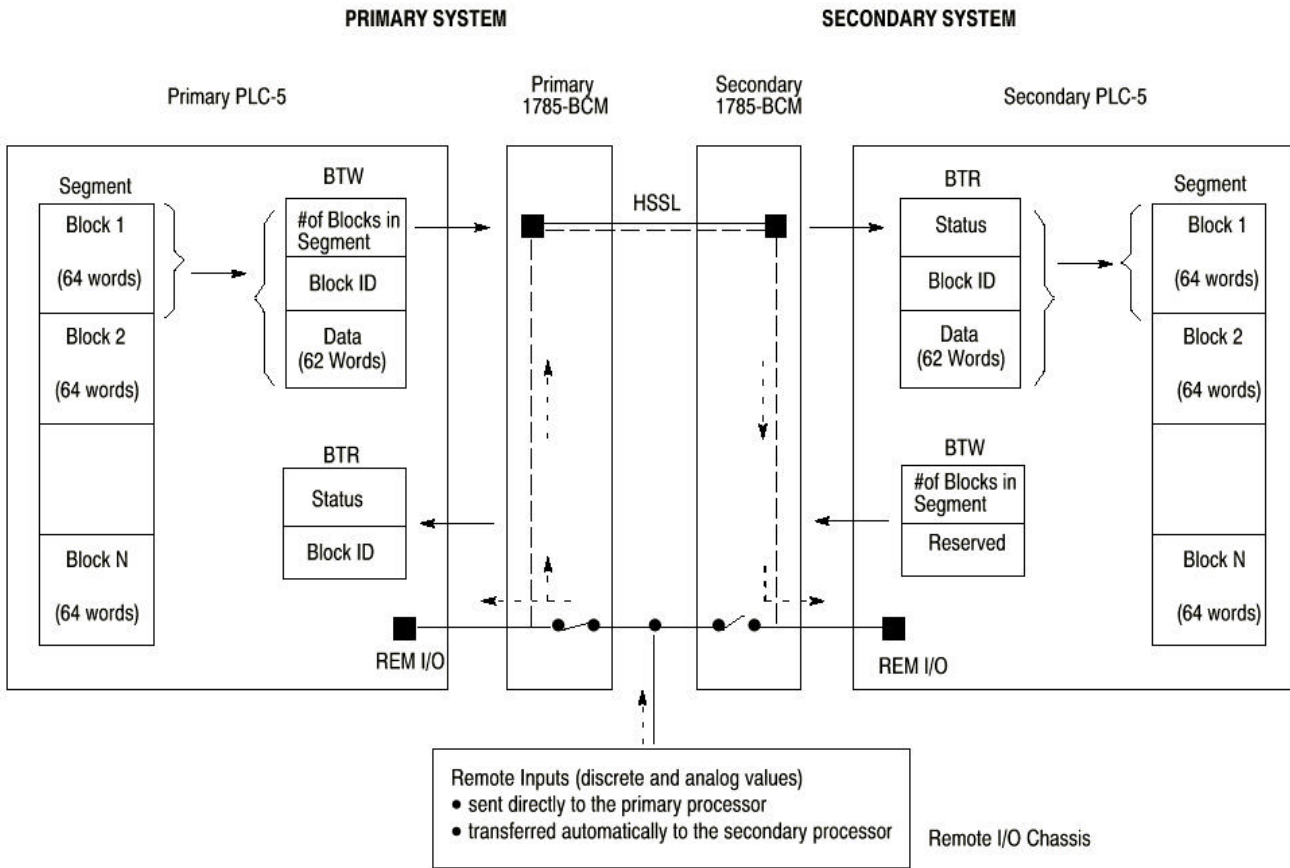 PRIMARY SYSTEM
SECONDARY SYSTEM
Primary PLC-5
Primary
1785-BCM
Secondary
1785-BCM
Secondary PLC-5
Segment
Block 1
(64 words)
Block 2
(64 words)
Block N
(64 words)
BTW
#of Blocks in
Segment
Block ID
Data
(62 Words)
BTR
Status
Block ID
REM I/O
HSSL
BTR
Status
Block ID
Data
(62 Words)
BTW
#of Blocks in
Segment
Reserved
REM I/O
Segment
Block 1
(64 words)
Block 2
(64 words)
Block N
(64 words)
Remote Inputs (discrete and analog values)
● sent directly to the primary processor
● transferred automatically to the secondary processor
Remote I/O Chassis